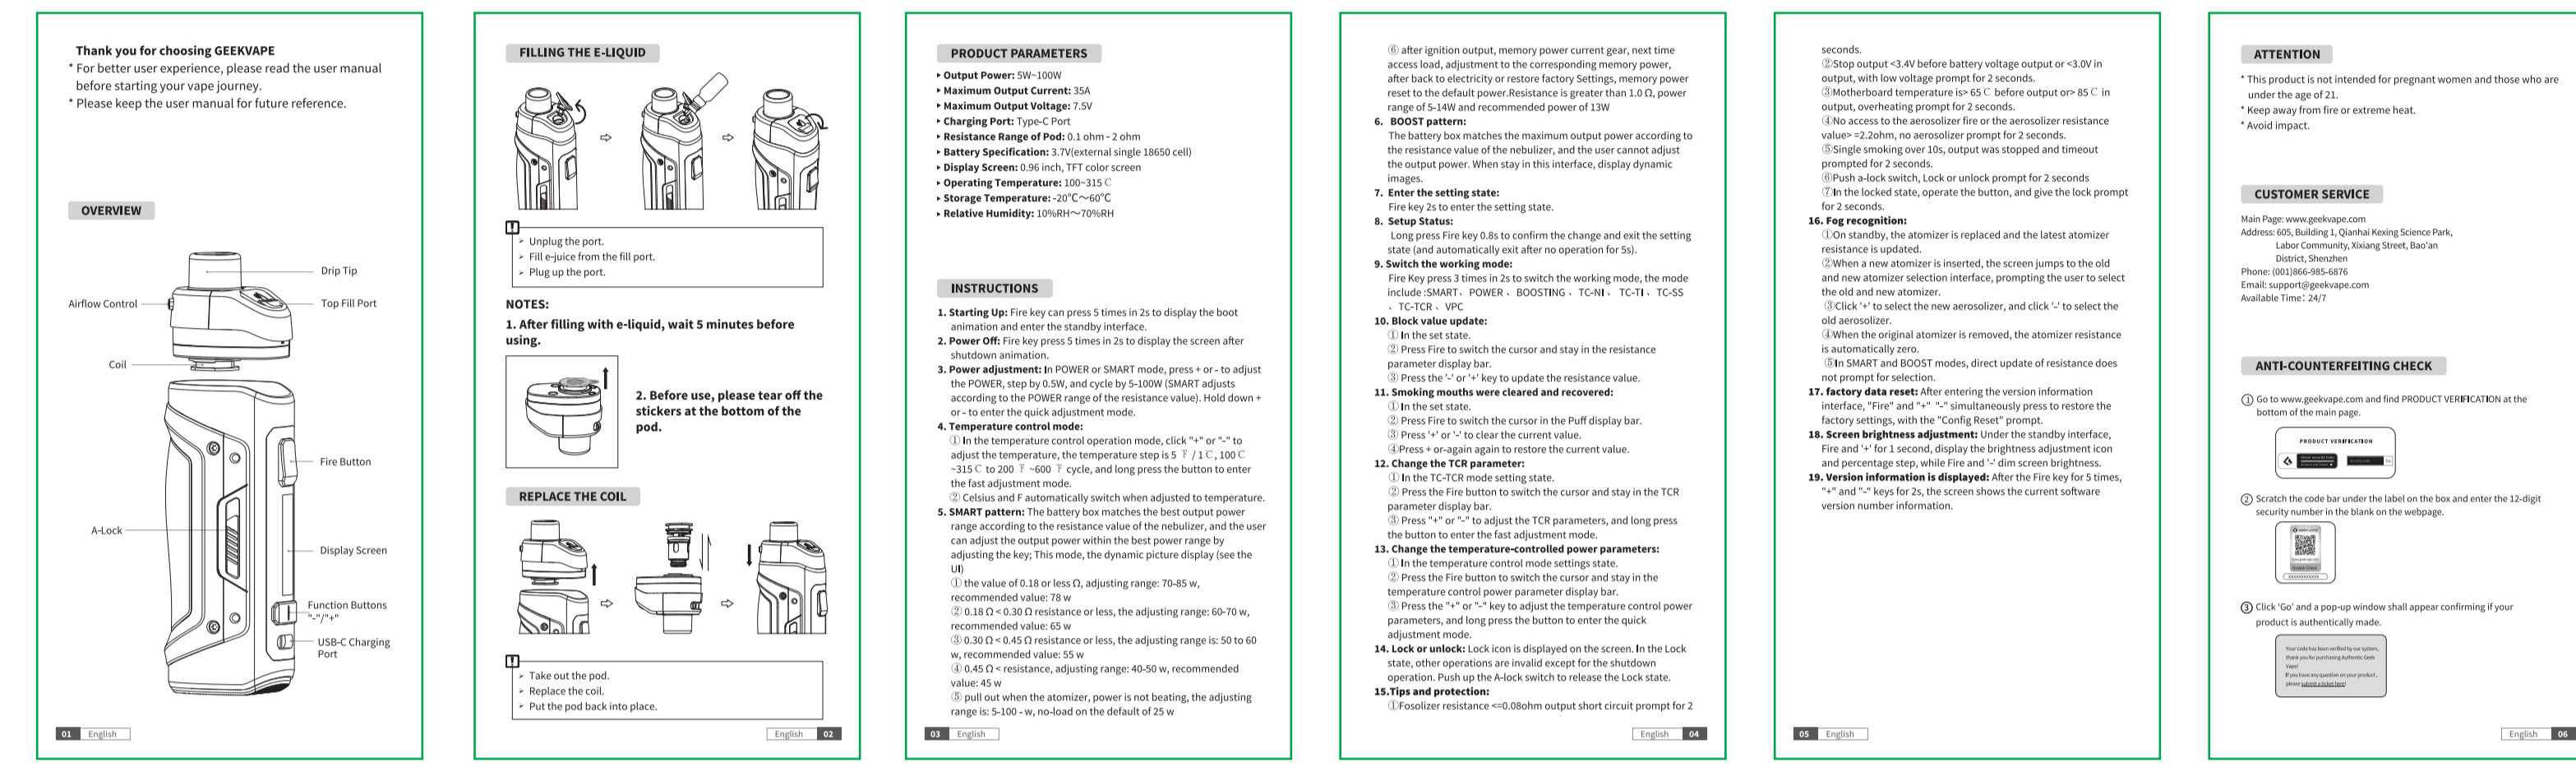 Thank you for choosing GEEKVAPE
* For better user experience, please read the user manual
before starting your vape journey.
* Please keep the user manual for future reference.
OVERVIEW
Drip Tip
Airflow Control
Top Fill Port
Coil
Fire Button
A-Lock
Display Screen
Function Buttons
"-"/"+"
USB-C Charging
Port
01 English
FILLING THE E-LIQUID
➢ Unplug the port.
➢ Fill e-juice from the fill port.
➢ Plug up the port.
NOTES:
1. After filling with e-liquid, wait 5 minutes before
using.
2. Before use, please tear off the
stickers at the bottom of the
pod.
REPLACE THE COIL
➢ Take out the pod.
➢ Replace the coil.
➢ Put the pod back into place.
English 02
PRODUCT PARAMETERS
▸ Output Power: 5W~100W
▸ Maximum Output Current: 35A
▸ Maximum Output Voltage: 7.5V
▸ Charging Port: Type-C Port
▸ Resistance Range of Pod: 0.1 ohm - 2 ohm
▸ Battery Specification: 3.7V(external single 18650 cell)
▸ Display Screen: 0.96 inch, TFT color screen
▸ Operating Temperature: 100~315 C
▸ Storage Temperature: -20℃～60℃
▸ Relative Humidity: 10%RH～70%RH
INSTRUCTIONS
1. Starting Up: Fire key can press 5 times in 2s to display the boot
animation and enter the standby interface.
2. Power Off: Fire key press 5 times in 2s to display the screen after
shutdown animation.
3. Power adjustment: In POWER or SMART mode, press + or - to adjust
the POWER, step by 0.5W, and cycle by 5-100W (SMART adjusts
according to the POWER range of the resistance value). Hold down +
or - to enter the quick adjustment mode.
4. Temperature control mode:
① In the temperature control operation mode, click "+" or "-" to
adjust the temperature, the temperature step is 5 ℉ / 1 C , 100 C
~315 C to 200 ℉ ~600 ℉ cycle, and long press the button to enter
the fast adjustment mode.
② Celsius and F automatically switch when adjusted to temperature.
5. SMART pattern: The battery box matches the best output power
range according to the resistance value of the nebulizer, and the user
can adjust the output power within the best power range by
adjusting the key; This mode, the dynamic picture display (see the
UI)
① the value of 0.18 or less Ω, adjusting range: 70-85 w,
recommended value: 78 w
② 0.18 Ω < 0.30 Ω resistance or less, the adjusting range: 60-70 w,
recommended value: 65 w
③ 0.30 Ω < 0.45 Ω resistance or less, the adjusting range is: 50 to 60
w, recommended value: 55 w
④ 0.45 Ω < resistance, adjusting range: 40-50 w, recommended
value: 45 w
⑤ pull out when the atomizer, power is not beating, the adjusting
range is: 5-100 - w, no-load on the default of 25 w
03 English
⑥ after ignition output, memory power current gear, next time
access load, adjustment to the corresponding memory power,
after back to electricity or restore factory Settings, memory power
reset to the default power.Resistance is greater than 1.0 Ω, power
range of 5-14W and recommended power of 13W
6. BOOST pattern:
The battery box matches the maximum output power according to
the resistance value of the nebulizer, and the user cannot adjust
the output power. When stay in this interface, display dynamic
images.
7. Enter the setting state:
Fire key 2s to enter the setting state.
8. Setup Status:
Long press Fire key 0.8s to confirm the change and exit the setting
state (and automatically exit after no operation for 5s).
9. Switch the working mode:
Fire Key press 3 times in 2s to switch the working mode, the mode
include :SMART、 POWER 、 BOOSTING 、 TC-NI 、 TC-TI 、 TC-SS
、 TC-TCR 、 VPC
10. Block value update:
① In the set state.
② Press Fire to switch the cursor and stay in the resistance
parameter display bar.
③ Press the '-' or '+' key to update the resistance value.
11. Smoking mouths were cleared and recovered:
① In the set state.
② Press Fire to switch the cursor in the Puff display bar.
③ Press '+' or '-' to clear the current value.
④Press + or-again again to restore the current value.
12. Change the TCR parameter:
① In the TC-TCR mode setting state.
② Press the Fire button to switch the cursor and stay in the TCR
parameter display bar.
③ Press "+" or "-" to adjust the TCR parameters, and long press
the button to enter the fast adjustment mode.
13. Change the temperature-controlled power parameters:
① In the temperature control mode settings state.
② Press the Fire button to switch the cursor and stay in the
temperature control power parameter display bar.
③ Press the "+" or "-" key to adjust the temperature control power
parameters, and long press the button to enter the quick
adjustment mode.
14. Lock or unlock: Lock icon is displayed on the screen. In the Lock
state, other operations are invalid except for the shutdown
operation. Push up the A-lock switch to release the Lock state.
15.Tips and protection:
①Fosolizer resistance <=0.08ohm output short circuit prompt for 2
English 04
seconds.
②Stop output <3.4V before battery voltage output or <3.0V in
output, with low voltage prompt for 2 seconds.
③Motherboard temperature is> 65 C before output or> 85 C in
output, overheating prompt for 2 seconds.
④No access to the aerosolizer fire or the aerosolizer resistance
value> =2.2ohm, no aerosolizer prompt for 2 seconds.
⑤Single smoking over 10s, output was stopped and timeout
prompted for 2 seconds.
⑥Push a-lock switch, Lock or unlock prompt for 2 seconds
⑦In the locked state, operate the button, and give the lock prompt
for 2 seconds.
16. Fog recognition:
①On standby, the atomizer is replaced and the latest atomizer
resistance is updated.
②When a new atomizer is inserted, the screen jumps to the old
and new atomizer selection interface, prompting the user to select
the old and new atomizer.
③Click '+' to select the new aerosolizer, and click '-' to select the
old aerosolizer.
④When the original atomizer is removed, the atomizer resistance
is automatically zero.
⑤In SMART and BOOST modes, direct update of resistance does
not prompt for selection.
17. factory data reset: After entering the version information
interface, "Fire" and "+" "-" simultaneously press to restore the
factory settings, with the "Config Reset" prompt.
18. Screen brightness adjustment: Under the standby interface,
Fire and '+' for 1 second, display the brightness adjustment icon
and percentage step, while Fire and '-' dim screen brightness.
19. Version information is displayed: After the Fire key for 5 times,
"+" and "-" keys for 2s, the screen shows the current software
version number information.
05 English
ATTENTION
* This product is not intended for pregnant women and those who are
under the age of 21.
* Keep away from fire or extreme heat.
* Avoid impact.
CUSTOMER SERVICE
Main Page: www.geekvape.com
Address: 605, Building 1, Qianhai Kexing Science Park,
Labor Community, Xixiang Street, Bao'an
District, Shenzhen
Phone: (001)866-985-6876
Email: support@geekvape.com
Available Time：24/7
ANTI-COUNTERFEITING CHECK
① Go to www.geekvape.com and find PRODUCT VERIFICATION at the
bottom of the main page.
PRODUCT VERIFICATION
② Scratch the code bar under the label on the box and enter the 12-digit
security number in the blank on the webpage.
③ Click 'Go' and a pop-up window shall appear confirming if your
product is authentically made.
Your code has been verified by our system,
thank you for purchasing Authentic Geek
Vape!
If you have any question on your product,
please submit a ticket here!
English 06